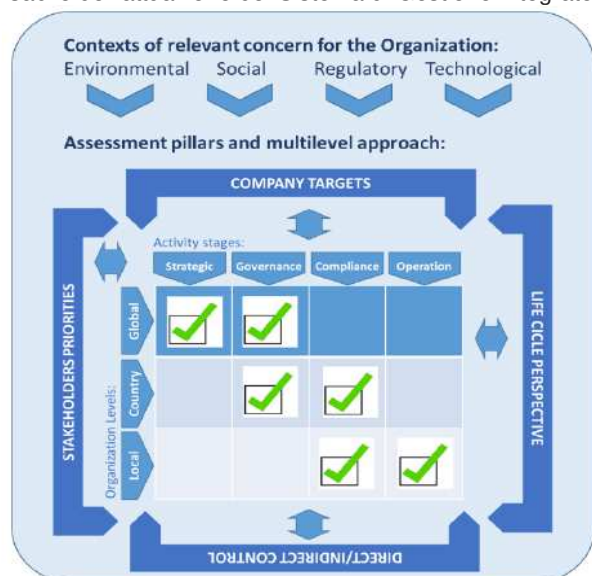 Contexts of relevant concern for the Organization:
Environmental Social Regulatory Technological
Assessment pillars and multilevel approach:
COMPANY TARGETS
Activity stages:
Strategic Governance Compliance Operation
STAKEHOLDERS PRIORITIES
Organization Levels:
Global
Country
Local
LIFE CICLE PERSPECTIVE
DIRECT/INDIRECT CONTROL